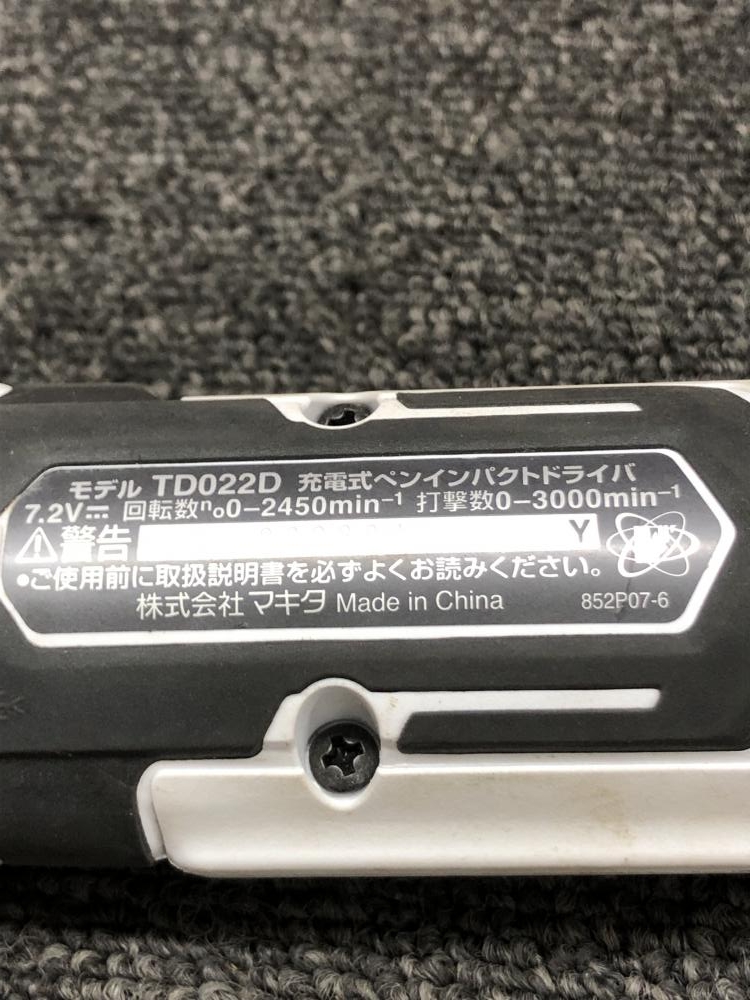 モデル TD022D 充電式ペンインパクトドライバ
7.2V⎓ 回転数n₀0-2450min⁻¹ 打撃数0-3000min⁻¹
⚠警告 Y
●ご使用前に取扱説明書を必ずよくお読みください。
株式会社 マキタ Made in China 852P07-6